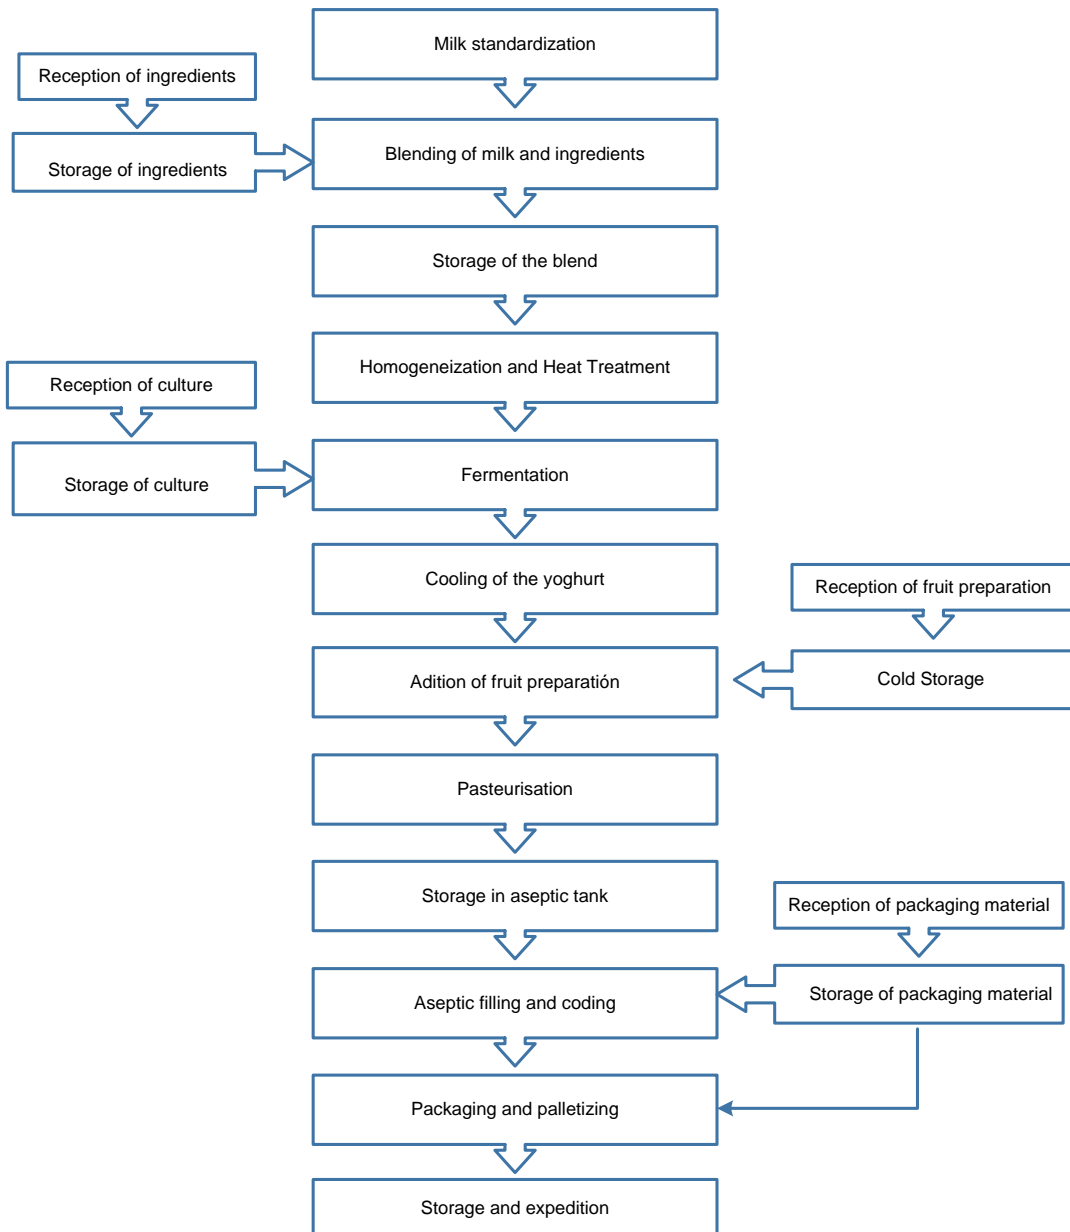 Milk standardization
Reception of ingredients
Blending of milk and ingredients
Storage of ingredients
Storage of the blend
Homogeneization and Heat Treatment
Reception of culture
Fermentation
Storage of culture
Cooling of the yoghurt
Reception of fruit preparation
Adition of fruit preparatión
Cold Storage
Pasteurisation
Storage in aseptic tank
Reception of packaging material
Aseptic filling and coding
Storage of packaging material
Packaging and palletizing
Storage and expedition